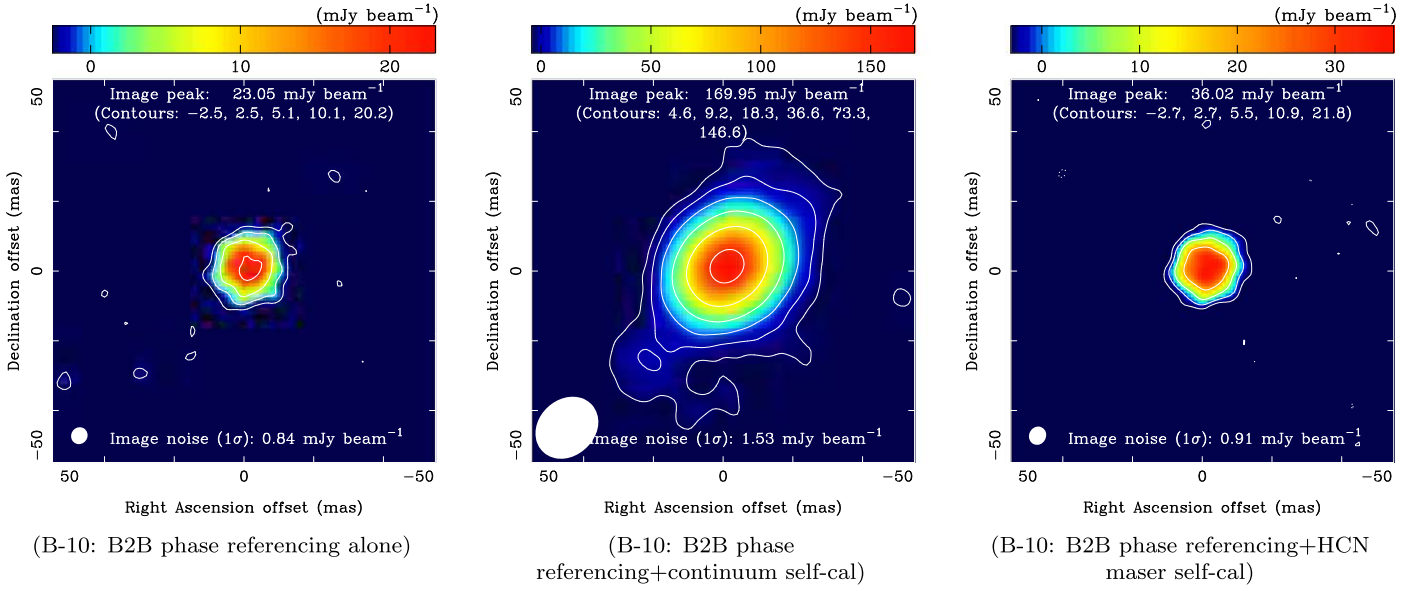 (mJy beam−1)
0 10 20
Image peak: 23.05 mJy beam−1
(Contours: −2.5, 2.5, 5.1, 10.1, 20.2)
50
0
−50
Declination offset (mas)
Image noise (1σ): 0.84 mJy beam−1
50 0 −50
Right Ascension offset (mas)
(B-10: B2B phase referencing alone)
(mJy beam−1)
0 50 100 150
Image peak: 169.95 mJy beam−1
(Contours: 4.6, 9.2, 18.3, 36.6, 73.3,
146.6)
50
0
−50
Declination offset (mas)
Image noise (1σ): 1.53 mJy beam−1
50 0 −50
Right Ascension offset (mas)
(B-10: B2B phase
referencing+continuum self-cal)
(mJy beam−1)
0 10 20 30
Image peak: 36.02 mJy beam−1
(Contours: −2.7, 2.7, 5.5, 10.9, 21.8)
50
0
−50
Declination offset (mas)
Image noise (1σ): 0.91 mJy beam−1
50 0 −50
Right Ascension offset (mas)
(B-10: B2B phase referencing+HCN
maser self-cal)